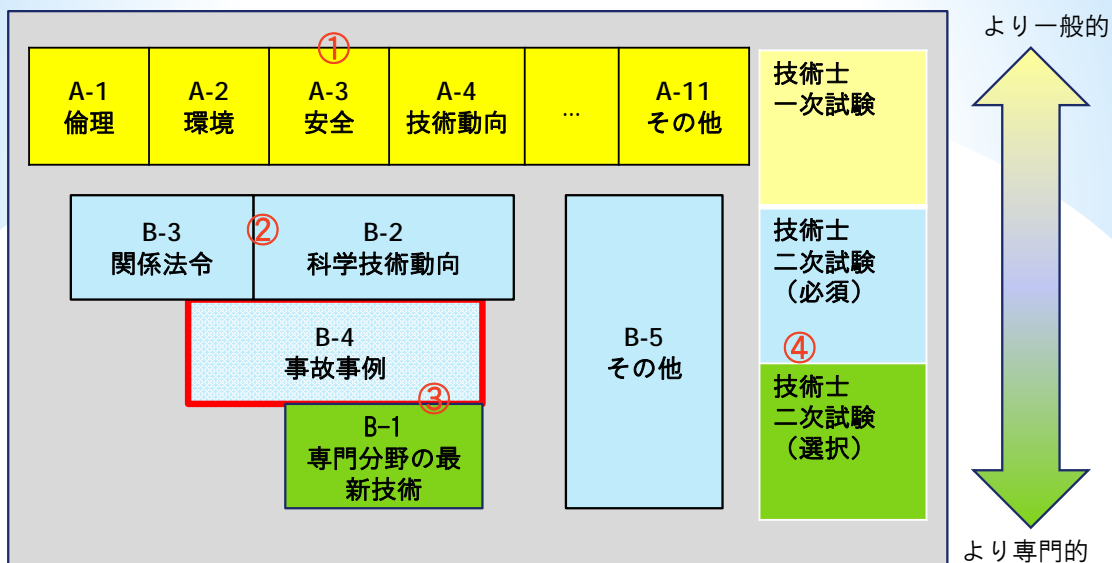 より一般的
①
A-1
倫理
A-2
環境
A-3
安全
A-4
技術動向
...
A-11
その他
技術士
一次試験
B-3
関係法令
②
B-2
科学技術動向
技術士
二次試験
（必須）
B-4
事故事例
B-5
その他
④
③
B-1
専門分野の最
新技術
技術士
二次試験
（選択）
より専門的